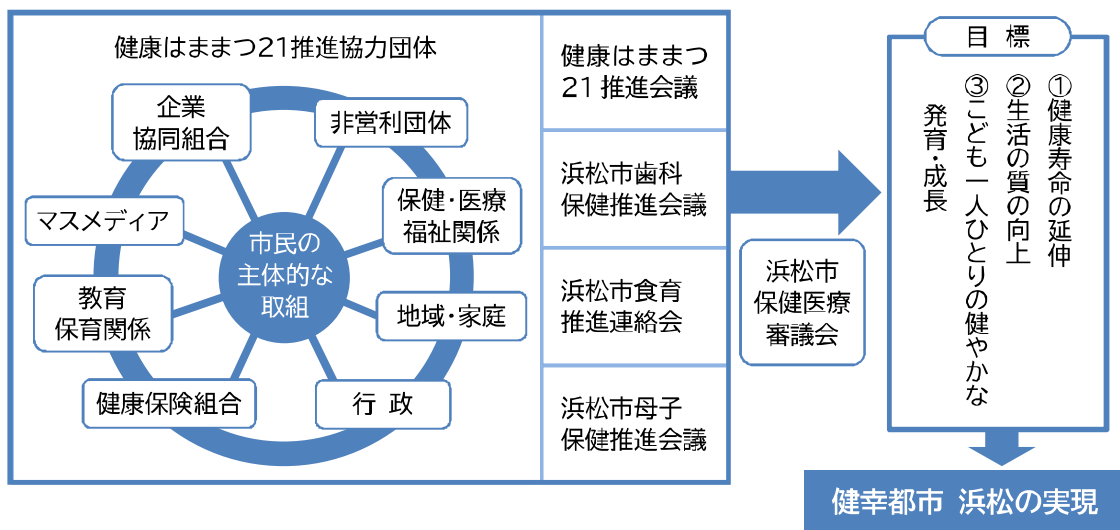 健康はままつ21推進協力団体
企業
協同組合
非営利団体
マスメディア
保健・医療
福祉関係
市民の
主体的な
取組
教育
保育関係
地域・家庭
健康保険組合
行 政
健康はままつ
21推進会議
浜松市歯科
保健推進会議
浜松市食育
推進連絡会
浜松市母子
保健推進会議
浜松市
保健医療
審議会
目 標
①健康寿命の延伸
②生活の質の向上
③こども一人ひとりの健やかな
発育・成長
健幸都市 浜松の実現